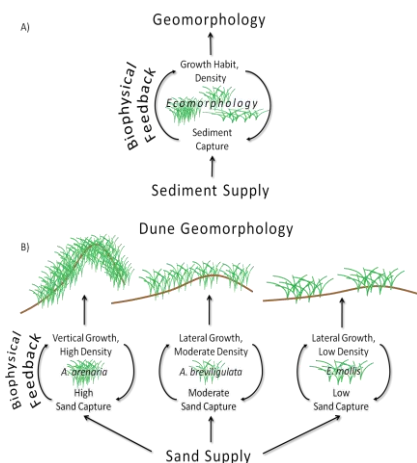 A)
Geomorphology
Biophysical
Feedback
Growth Habit,
Density
Ecomorphology
Sediment
Capture
Sediment Supply
Dune Geomorphology
B)
Biophysical
Feedback
Vertical Growth,
High Density
A. arenaria
High
Sand Capture
Lateral Growth,
Moderate Density
A. breviligulata
Moderate
Sand Capture
Lateral Growth,
Low Density
E. mollis
Low
Sand Capture
Sand Supply